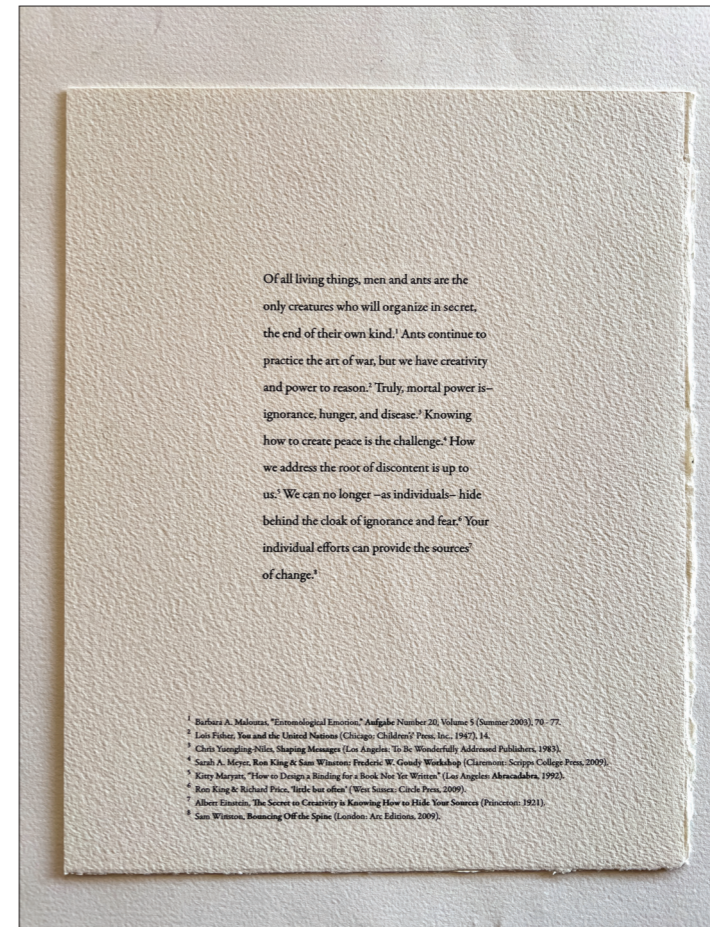 Of all living things, men and ants are the
only creatures who will organize in secret,
the end of their own kind.¹ Ants continue to
practice the art of war, but we have creativity
and power to reason.² Truly, mortal power is–
ignorance, hunger, and disease.³ Knowing
how to create peace is the challenge.⁴ How
we address the root of discontent is up to
us.⁵ We can no longer –as individuals– hide
behind the cloak of ignorance and fear.⁶ Your
individual efforts can provide the sources⁷
of change.⁸
¹ Barbara A. Maloutas, "Entomological Emotion," Aufgabe Number 20, Volume 5 (Summer 2003), 70–77.
² Lois Fisher, You and the United Nations (Chicago: Children's' Press, Inc., 1947), 14.
³ Chris Yuengling-Niles, Shaping Messages (Los Angeles: To Be Wonderfully Addressed Publishers, 1983).
⁴ Sarah A. Meyer, Ron King & Sam Winston: Frederic W. Goudy Workshop (Claremont: Scripps College Press, 2009).
⁵ Kitty Maryatt, "How to Design a Binding for a Book Not Yet Written" (Los Angeles: Abracadabra, 1992).
⁶ Ron King & Richard Price, 'little but often' (West Sussex: Circle Press, 2009).
⁷ Albert Einstein, The Secret to Creativity is Knowing How to Hide Your Sources (Princeton: 1921).
⁸ Sam Winston, Bouncing Off the Spine (London: Arc Editions, 2009).